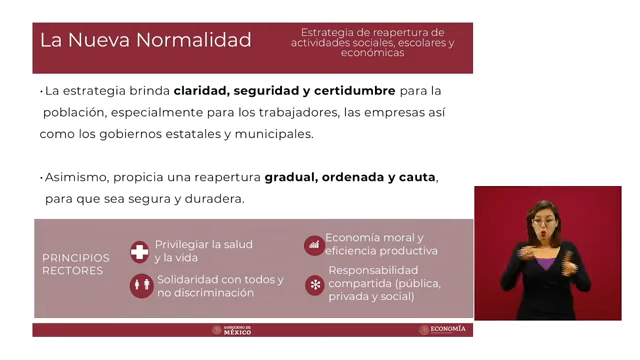 La Nueva Normalidad
Estrategia de reapertura de
actividades sociales, escolares y
económicas
·La estrategia brinda claridad, seguridad y certidumbre para la
población, especialmente para los trabajadores, las empresas así
como los gobiernos estatales y municipales.
·Asimismo, propicia una reapertura gradual, ordenada y cauta,
para que sea segura y duradera.
PRINCIPIOS
RECTORES
Privilegiar la salud
y la vida
Solidaridad con todos y
no discriminación
Economía moral y
eficiencia productiva
Responsabilidad
compartida (pública,
privada y social)
GOBIERNO DE
MÉXICO
ECONOMÍA